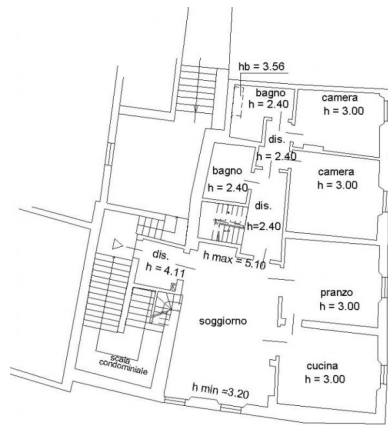 hb = 3.56
bagno
h = 2.40
camera
h = 3.00
dis.
h = 2.40
bagno
h = 2.40
camera
h = 3.00
dis.
h=2.40
dis.
h = 4.11
h max = 5.10
pranzo
h = 3.00
soggiorno
scala
condominiale
cucina
h = 3.00
h min =3.20